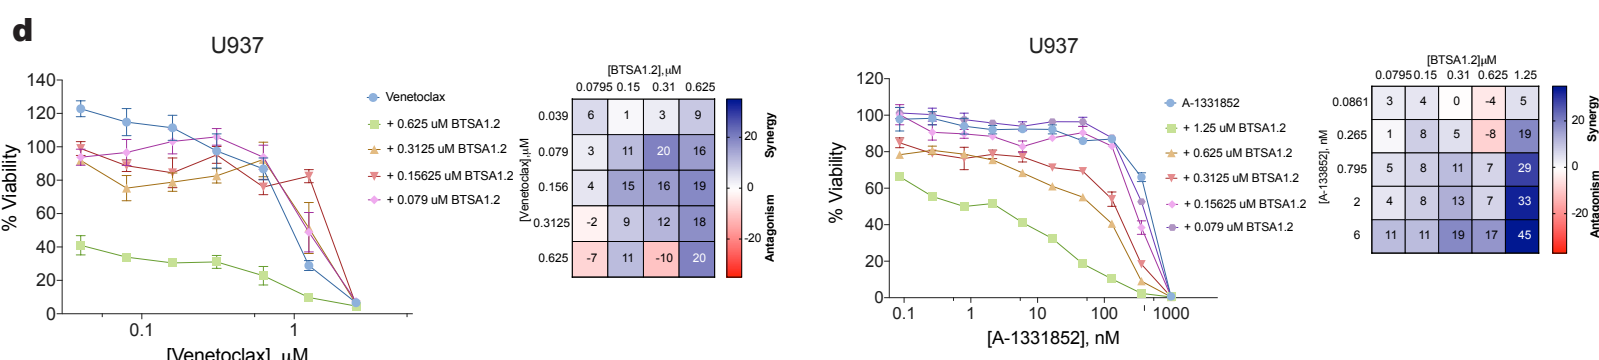 d
U937
% Viability
140
120
100
80
60
40
20
0
0.1
1
[Venetoclax], µM
Venetoclax
+ 0.625 uM BTSA1.2
+ 0.3125 uM BTSA1.2
+ 0.15625 uM BTSA1.2
+ 0.079 uM BTSA1.2
[BTSA1.2],µM
0.0795 0.15 0.31 0.625
[Venetoclax],µM
0.039 6 1 3 9
0.079 3 11 20 16
0.156 4 15 16 19
0.3125 -2 9 12 18
0.625 -7 11 -10 20
20
0
-20
Synergy
Antagonism
U937
% Viability
120
100
80
60
40
20
0
0.1 1 10 100 1000
[A-1331852], nM
A-1331852
+ 1.25 uM BTSA1.2
+ 0.625 uM BTSA1.2
+ 0.3125 uM BTSA1.2
+ 0.15625 uM BTSA1.2
+ 0.079 uM BTSA1.2
[BTSA1.2]µM
0.0795 0.15 0.31 0.625 1.25
[A-133852], nM
0.0861 3 4 0 -4 5
0.265 1 8 5 -8 19
0.795 5 8 11 7 29
2 4 8 13 7 33
6 11 11 19 17 45
20
0
-20
Synergy
Antagonism